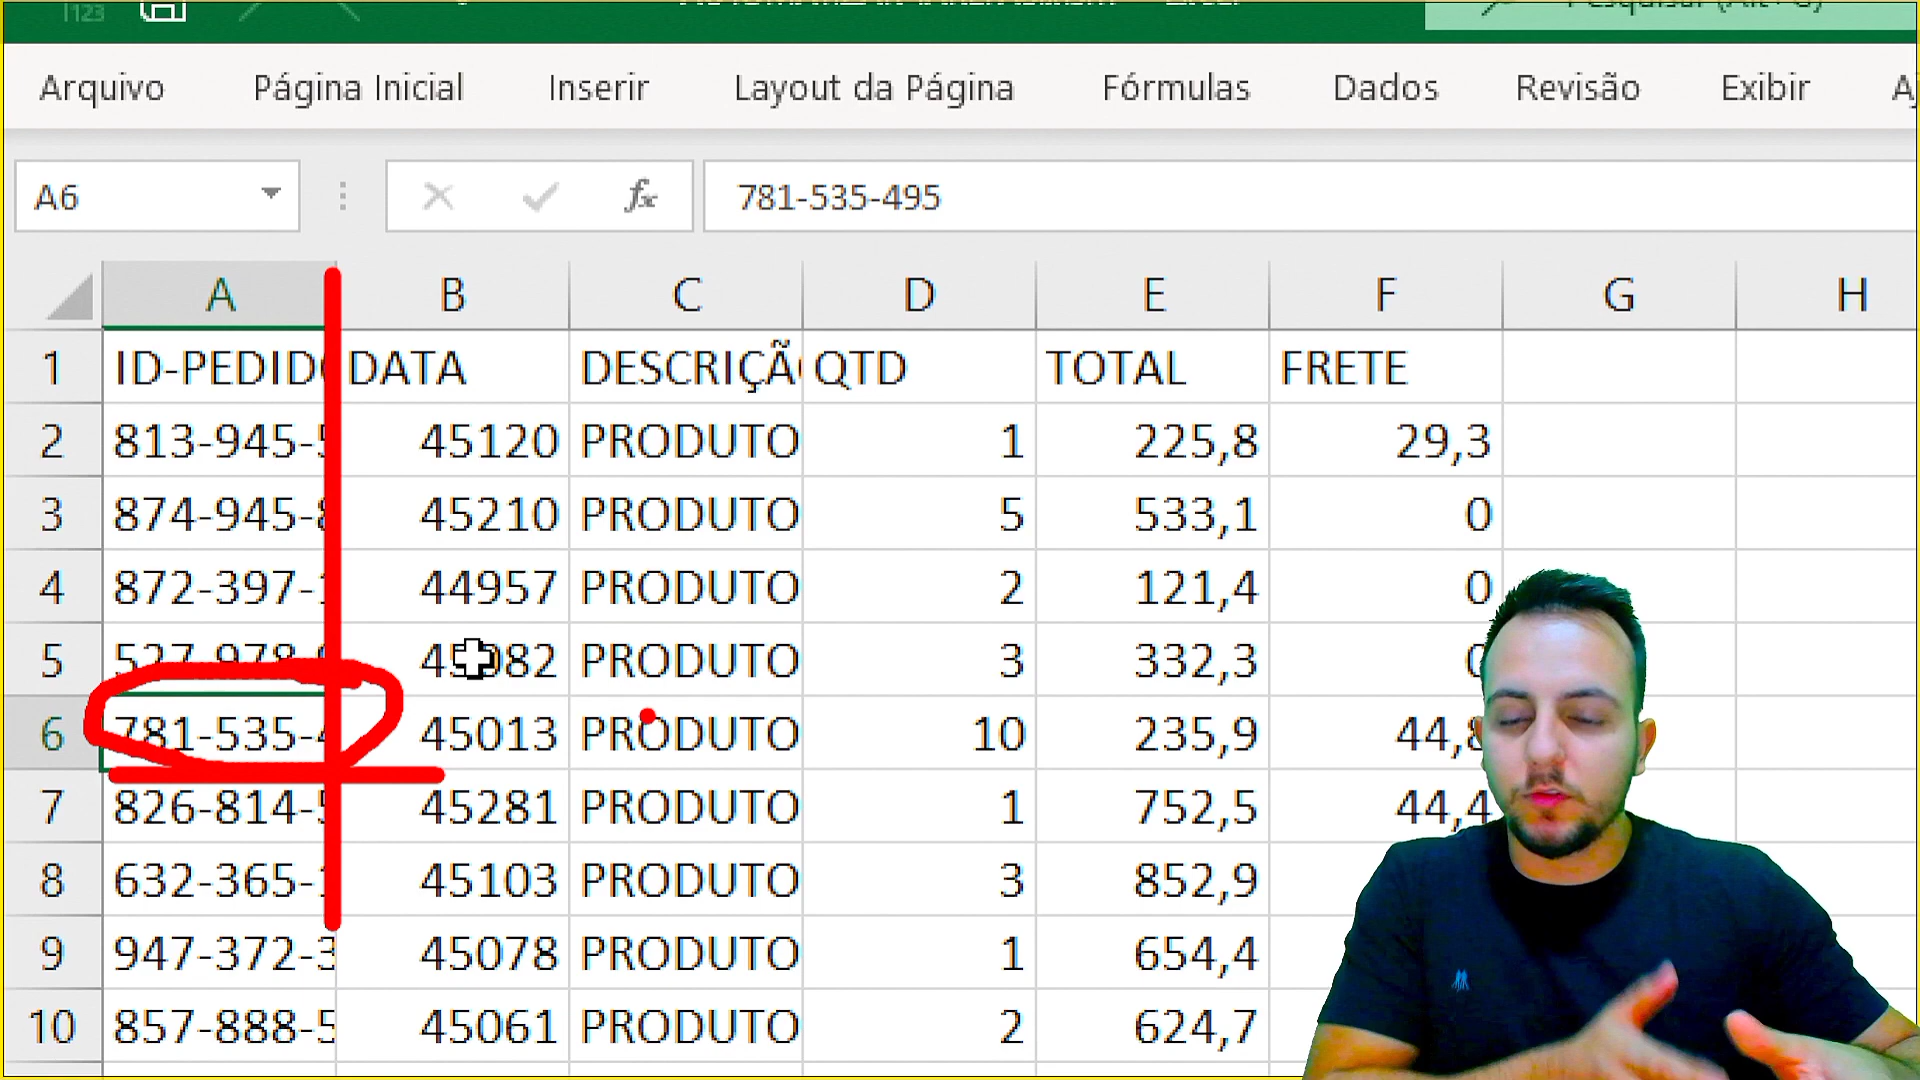 Arquivo Página Inicial Inserir Layout da Página Fórmulas Dados Revisão Exibir
A6 fx 781-535-495
A B C D E F G H
1 ID-PEDIDO DATA DESCRIÇÃO QTD TOTAL FRETE
2 813-945- 45120 PRODUTO 1 225,8 29,3
3 874-945- 45210 PRODUTO 5 533,1 0
4 872-397- 44957 PRODUTO 2 121,4 0
5 527-978- 45082 PRODUTO 3 332,3 0
6 781-535-4 45013 PRODUTO 10 235,9 44,8
7 826-814- 45281 PRODUTO 1 752,5 44,4
8 632-365- 45103 PRODUTO 3 852,9
9 947-372-3 45078 PRODUTO 1 654,4
10 857-888-5 45061 PRODUTO 2 624,7